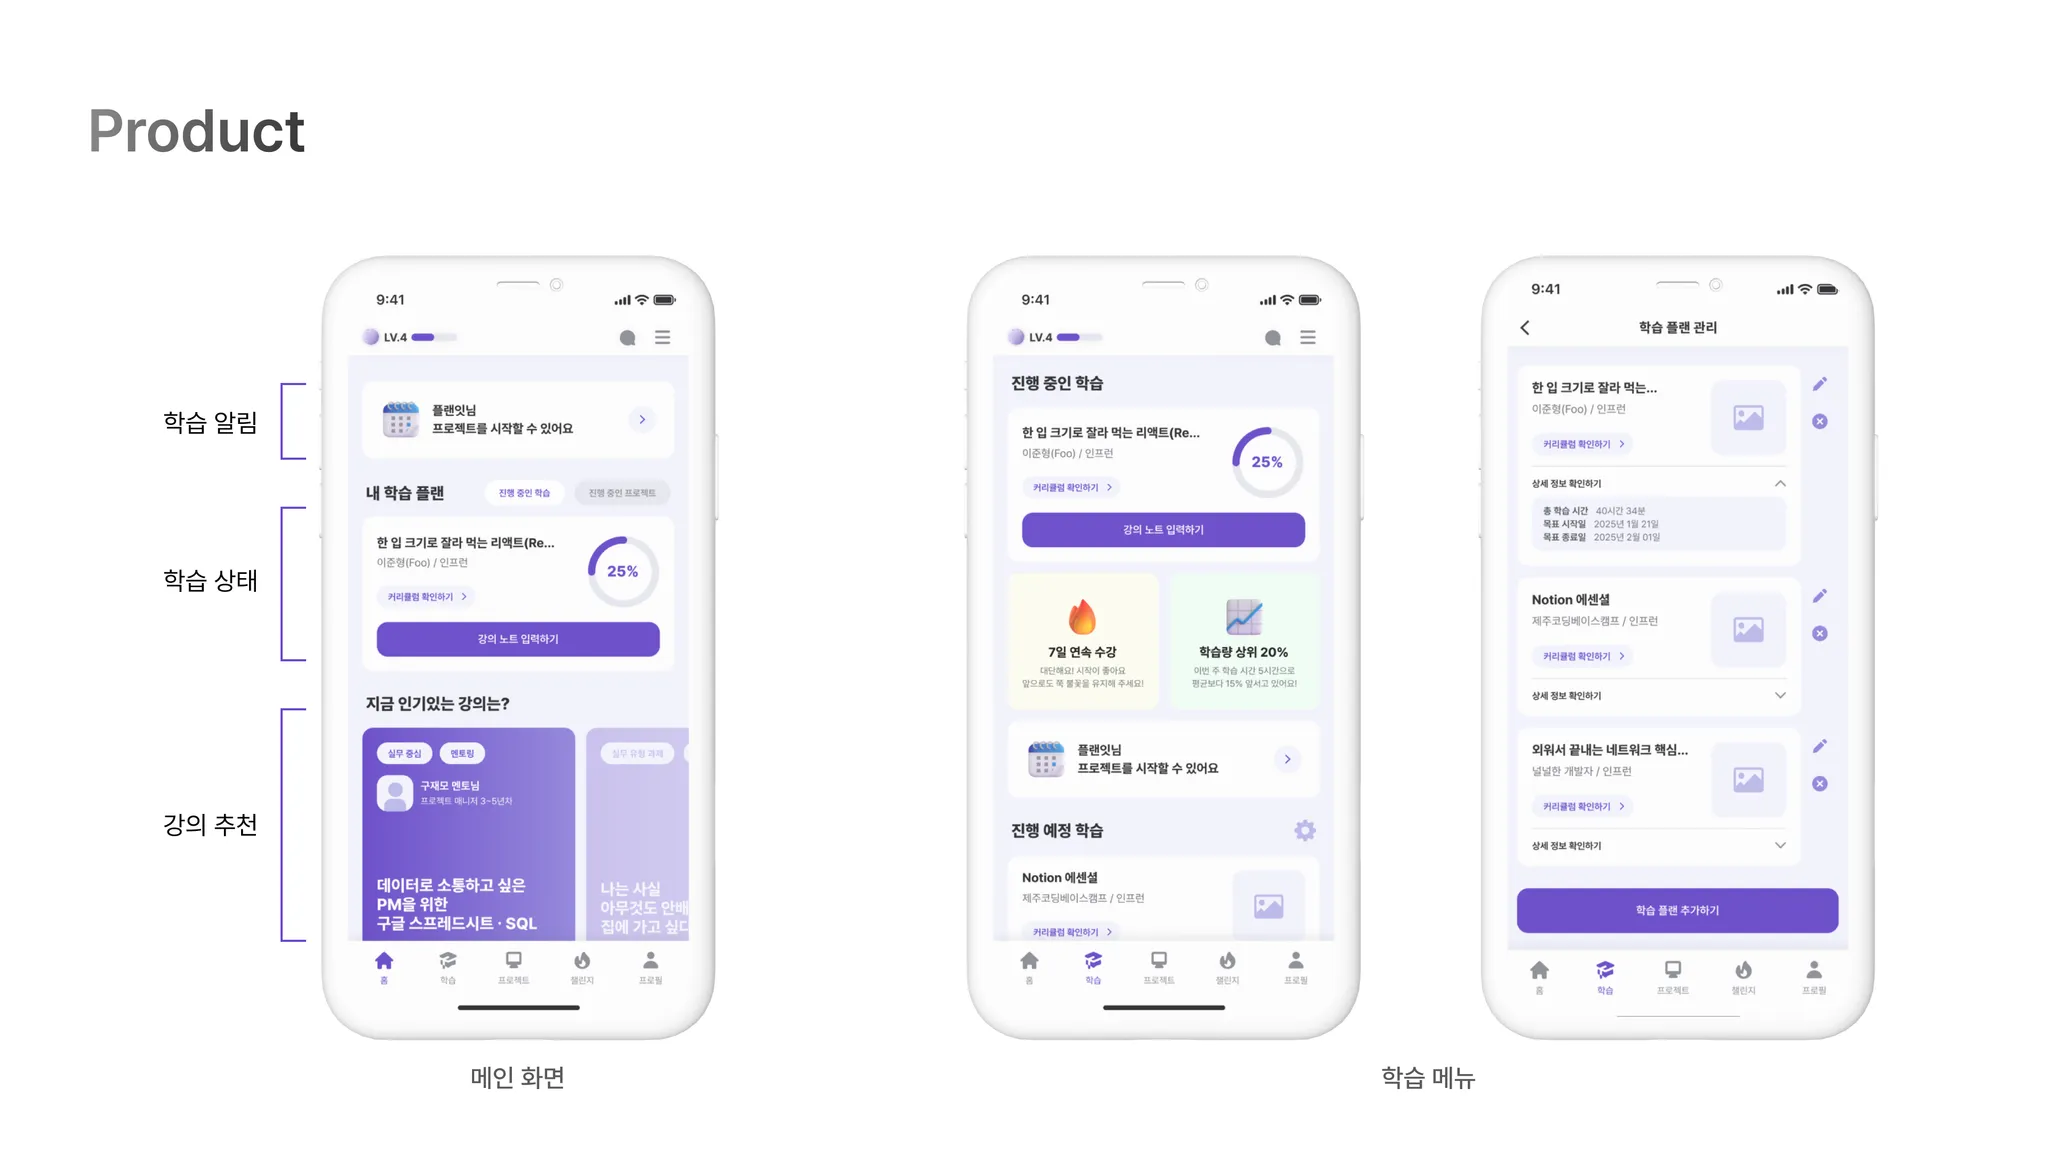 Product
학습 알림
학습 상태
강의 추천
9:41
LV.4
플랜잇님
프로젝트를 시작할 수 있어요
내 학습 플랜
진행 중인 학습
진행 중인 프로젝트
한 입 크기로 잘라 먹는 리액트(Re...
이준형(Foo) / 인프런
커리큘럼 확인하기
25%
강의 노트 입력하기
지금 인기있는 강의는?
실무 중심
멘토링
구재모 멘토님
프로젝트 매니저 3~5년차
데이터로 소통하고 싶은
PM을 위한
구글 스프레드시트 · SQL
실무 유형 과제
나는 사실
아무것도 안배
집에 가고 싶다
홈
학습
프로젝트
챌린지
프로필
메인 화면
9:41
LV.4
진행 중인 학습
한 입 크기로 잘라 먹는 리액트(Re...
이준형(Foo) / 인프런
커리큘럼 확인하기
25%
강의 노트 입력하기
7일 연속 수강
대단해요! 시작이 좋아요
앞으로도 쭉 불꽃을 유지해 주세요!
학습량 상위 20%
이번 주 학습 시간 5시간으로
평균보다 15% 앞서고 있어요!
플랜잇님
프로젝트를 시작할 수 있어요
진행 예정 학습
Notion 에센셜
제주코딩베이스캠프 / 인프런
커리큘럼 확인하기
홈
학습
프로젝트
챌린지
프로필
9:41
학습 플랜 관리
한 입 크기로 잘라 먹는...
이준형(Foo) / 인프런
커리큘럼 확인하기
상세 정보 확인하기
총 학습 시간 40시간 34분
목표 시작일 2025년 1월 21일
목표 종료일 2025년 2월 01일
Notion 에센셜
제주코딩베이스캠프 / 인프런
커리큘럼 확인하기
상세 정보 확인하기
외워서 끝내는 네트워크 핵심...
널널한 개발자 / 인프런
커리큘럼 확인하기
상세 정보 확인하기
학습 플랜 추가하기
홈
학습
프로젝트
챌린지
프로필
학습 메뉴